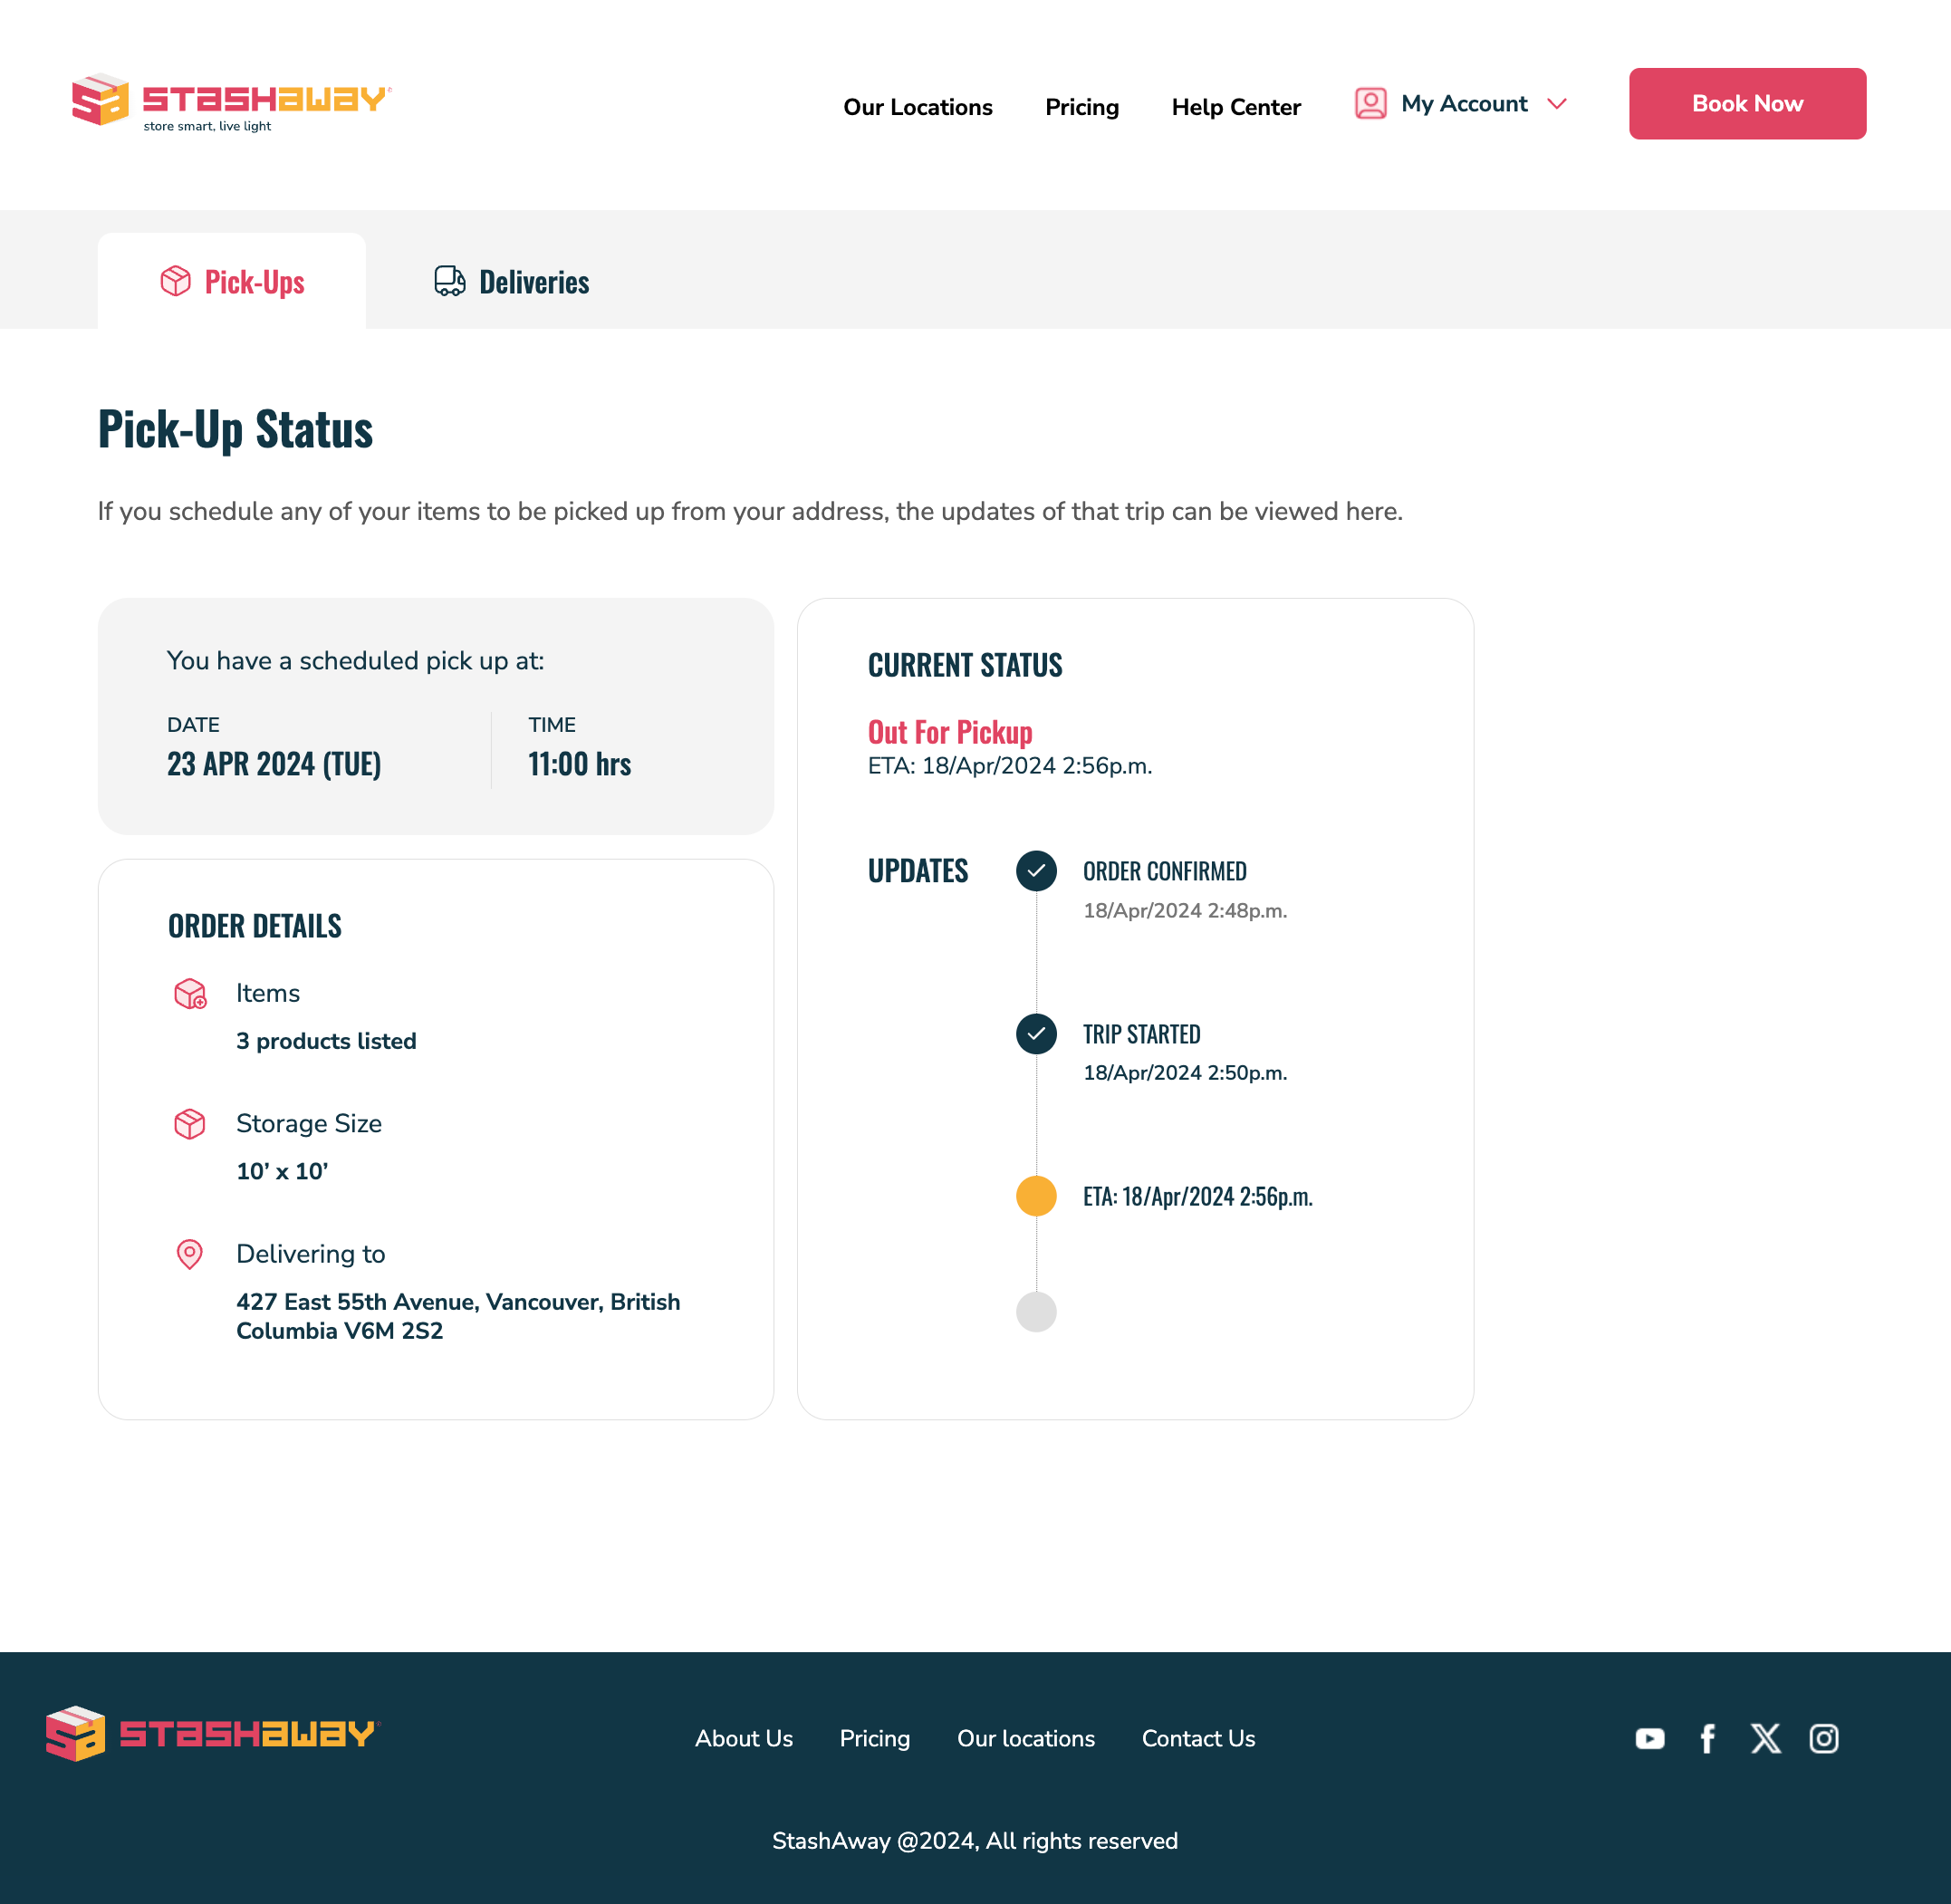 STASHAWAY
store smart, live light
Our Locations
Pricing
Help Center
My Account
Book Now
Pick-Ups
Deliveries
Pick-Up Status
If you schedule any of your items to be picked up from your address, the updates of that trip can be viewed here.
You have a scheduled pick up at:
DATE
23 APR 2024 (TUE)
TIME
11:00 hrs
ORDER DETAILS
Items
3 products listed
Storage Size
10’ x 10’
Delivering to
427 East 55th Avenue, Vancouver, British
Columbia V6M 2S2
CURRENT STATUS
Out For Pickup
ETA: 18/Apr/2024 2:56p.m.
UPDATES
ORDER CONFIRMED
18/Apr/2024 2:48p.m.
TRIP STARTED
18/Apr/2024 2:50p.m.
ETA: 18/Apr/2024 2:56p.m.
STASHAWAY
About Us
Pricing
Our locations
Contact Us
StashAway @2024, All rights reserved